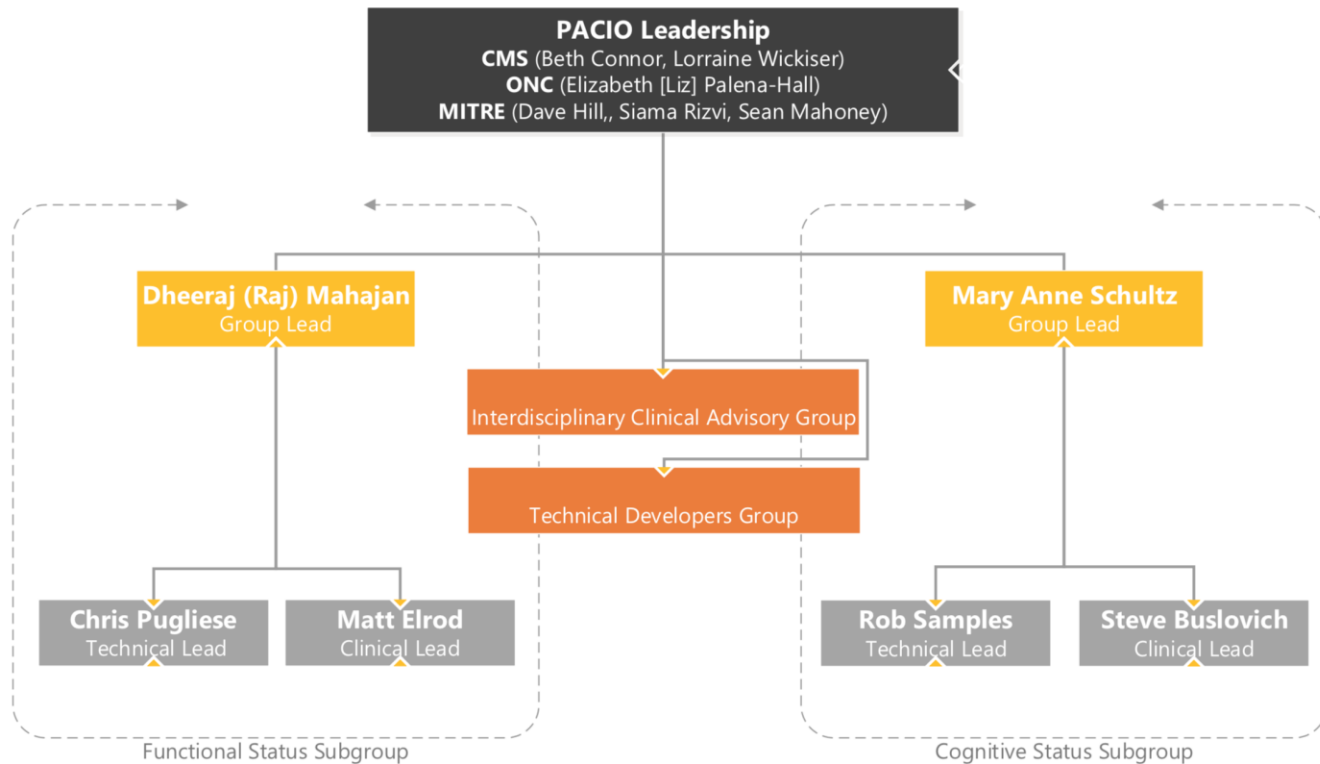 PACIO Leadership
CMS (Beth Connor, Lorraine Wickiser)
ONC (Elizabeth [Liz] Palena-Hall)
MITRE (Dave Hill,, Siama Rizvi, Sean Mahoney)
Dheeraj (Raj) Mahajan
Group Lead
Mary Anne Schultz
Group Lead
Interdisciplinary Clinical Advisory Group
Technical Developers Group
Chris Pugliese
Technical Lead
Matt Elrod
Clinical Lead
Rob Samples
Technical Lead
Steve Buslovich
Clinical Lead
Functional Status Subgroup
Cognitive Status Subgroup